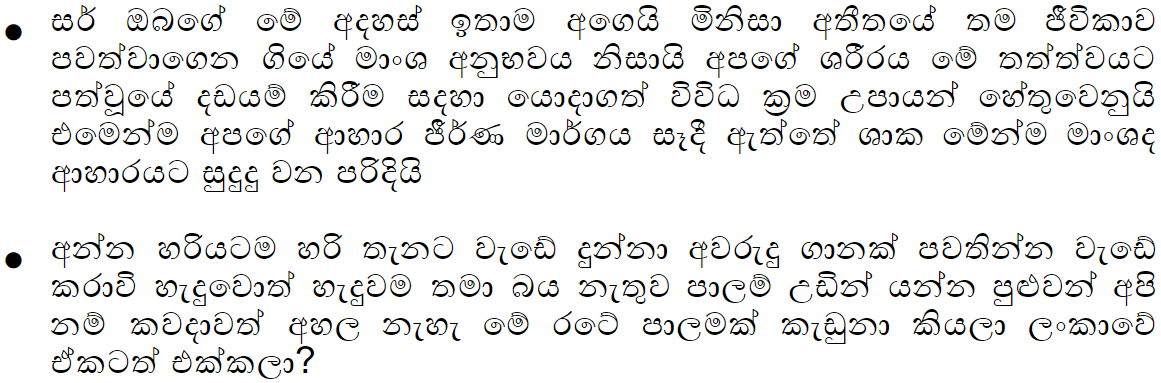 • සර් ඔබගේ මේ අදහස් ඉතාම අගෙයි මිනිසා අතීතයේ තම ජීවිකාව
පවත්වාගෙන ගියේ මාංශ අනුභවය නිසායි අපගේ ශරීරය මේ තත්ත්වයට
පත්වූයේ දඩයම් කිරීම සදහා යොදාගත් විවිධ ක්‍රම උපායන් හේතුවෙනුයි
එමෙන්ම අපගේ ආහාර ජීර්ණ මාර්ගය සෑදී ඇත්තේ ශාක මේන්ම මාංශද
ආහාරයට සුදුදු වන පරිදියි
• අන්න හරියටම හරි තැනට වැඩේ දුන්නා අවරුදු ගානක් පවතින්න වැඩේ
කරාවි හැදුවොත් හැදුවම තමා බය නැතුව පාලම් උඩින් යන්න පුළුවන් අපි
නම් කවදාවත් අහල නැහැ මේ රටේ පාලමක් කැඩුනා කියලා ලංකාවේ
ඒකටත් එක්කලා?